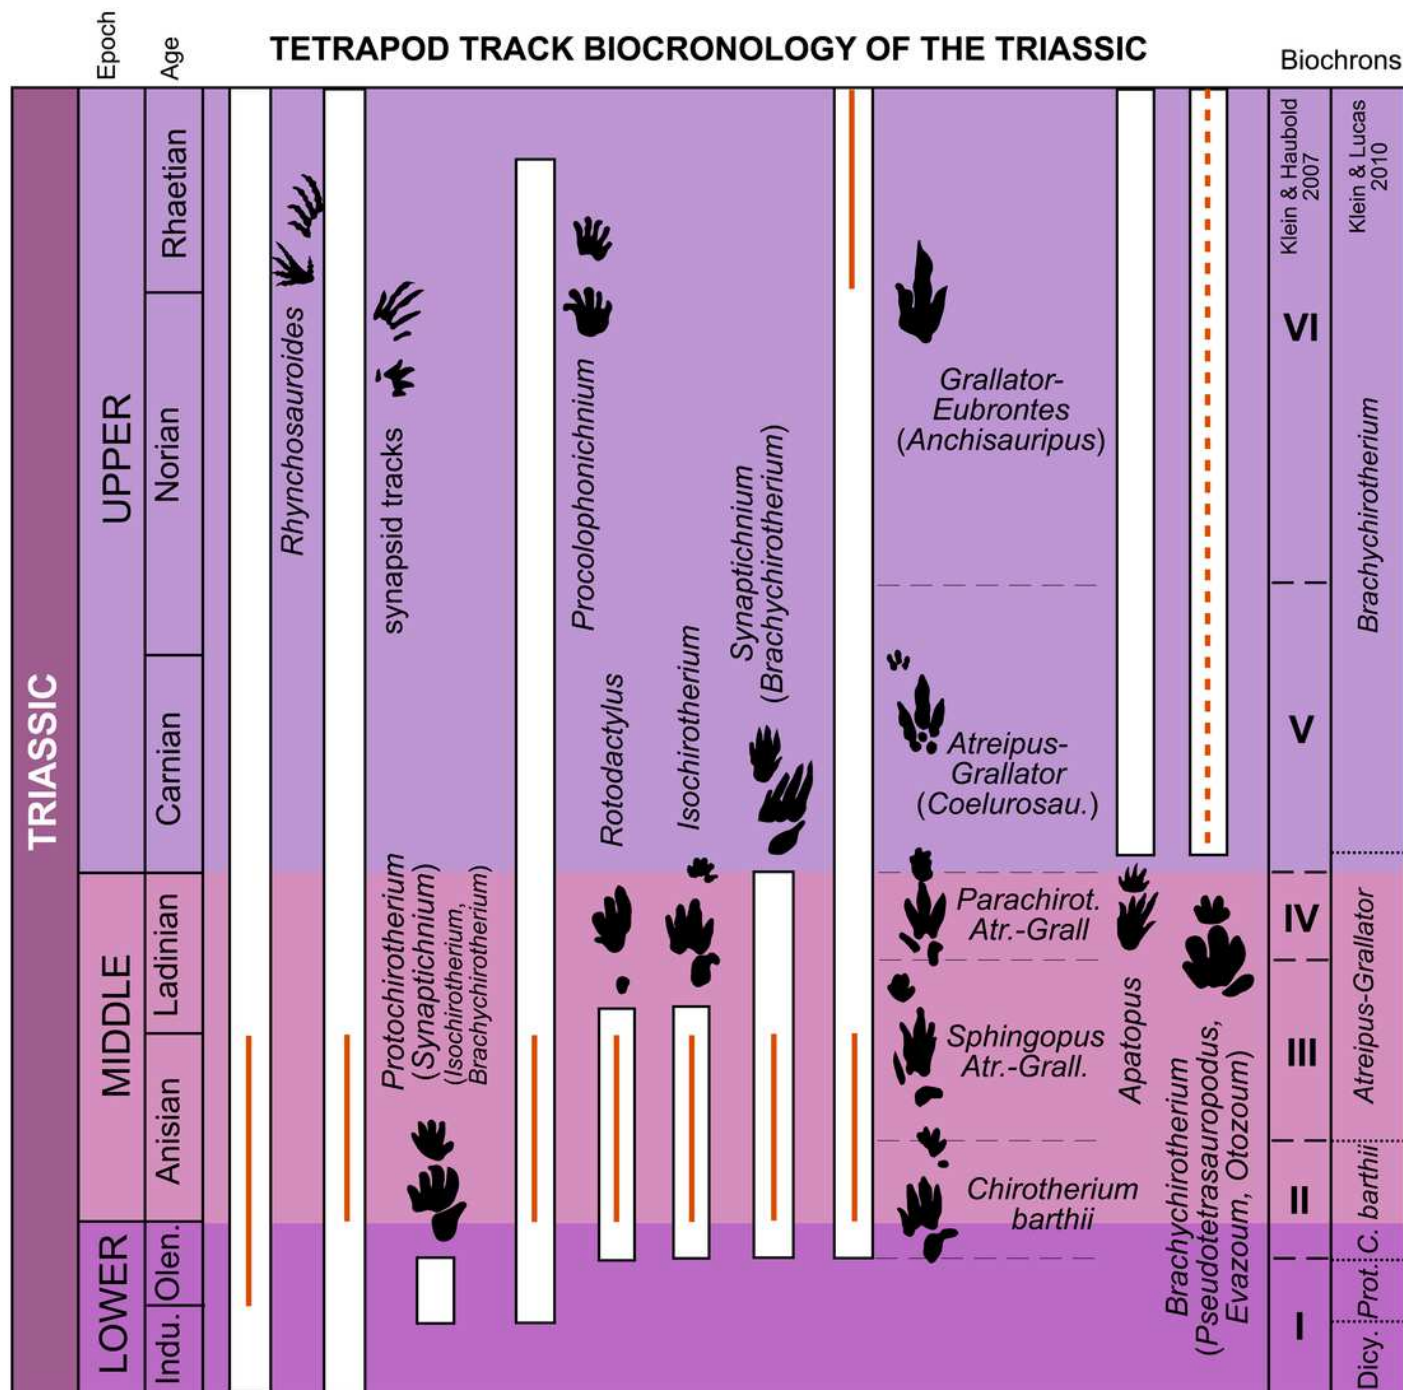 TETRAPOD TRACK BIOCRONOLOGY OF THE TRIASSIC
Epoch
Age
Biochrons
TRIASSIC
UPPER
MIDDLE
LOWER
Rhaetian
Norian
Carnian
Ladinian
Anisian
Olen.
Indu.
Rhynchosauroides
synapsid tracks
Protochirotherium
(Synaptichnium)
(Isochirotherium,
Brachychirotherium)
Procolophonichnium
Rotodactylus
Isochirotherium
Synaptichnium
(Brachychirotherium)
Grallator-
Eubrontes
(Anchisauripus)
Atreipus-
Grallator
(Coelurosau.)
Parachirot.
Atr.-Grall
Sphingopus
Atr.-Grall.
Chirotherium
barthii
Apatopus
Brachychirotherium
(Pseudotetrasauropodus,
Evazoum, Otozoum)
Klein & Haubold
2007
VI
V
IV
III
II
I
Klein & Lucas
2010
Brachychirotherium
Atreipus-Grallator
C. barthii
Prot.
Dicy.